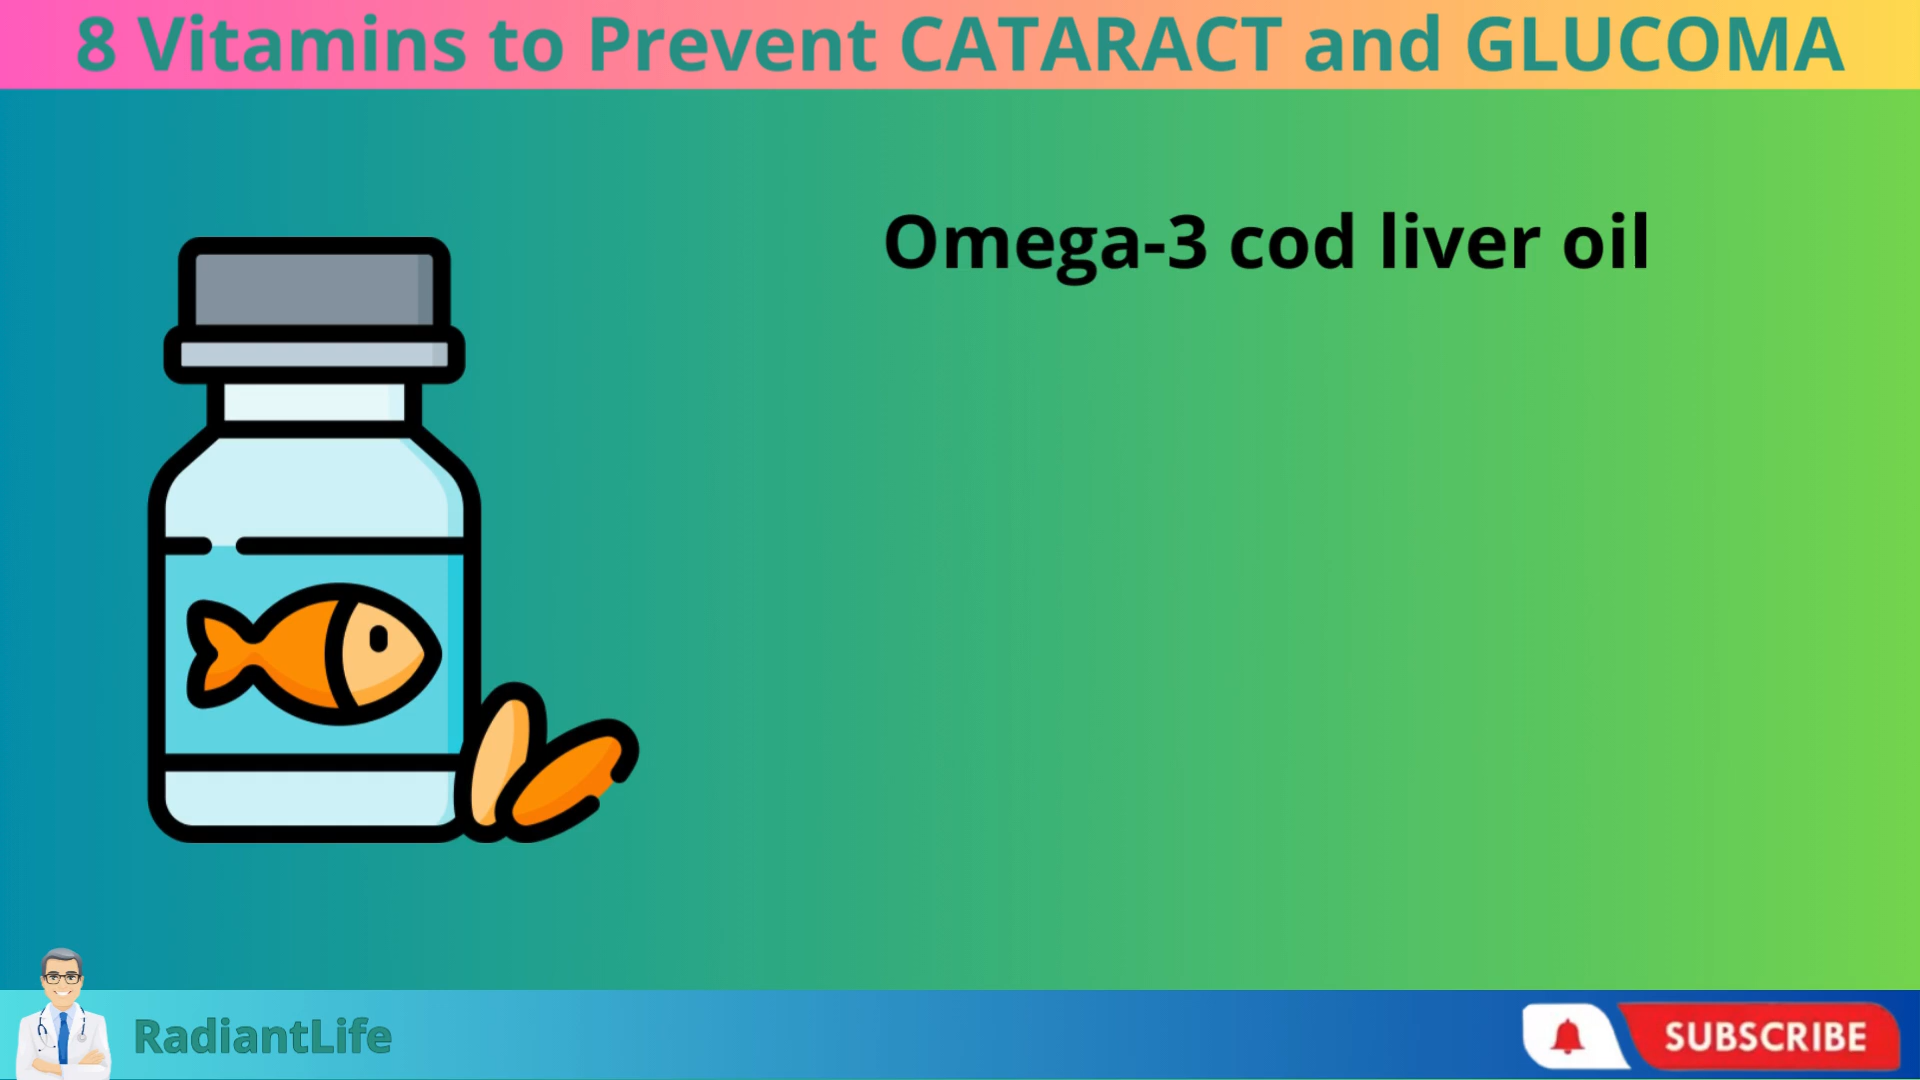 8 Vitamins to Prevent CATARACT and GLUCOMA
Omega-3 cod liver oil
RadiantLife
SUBSCRIBE